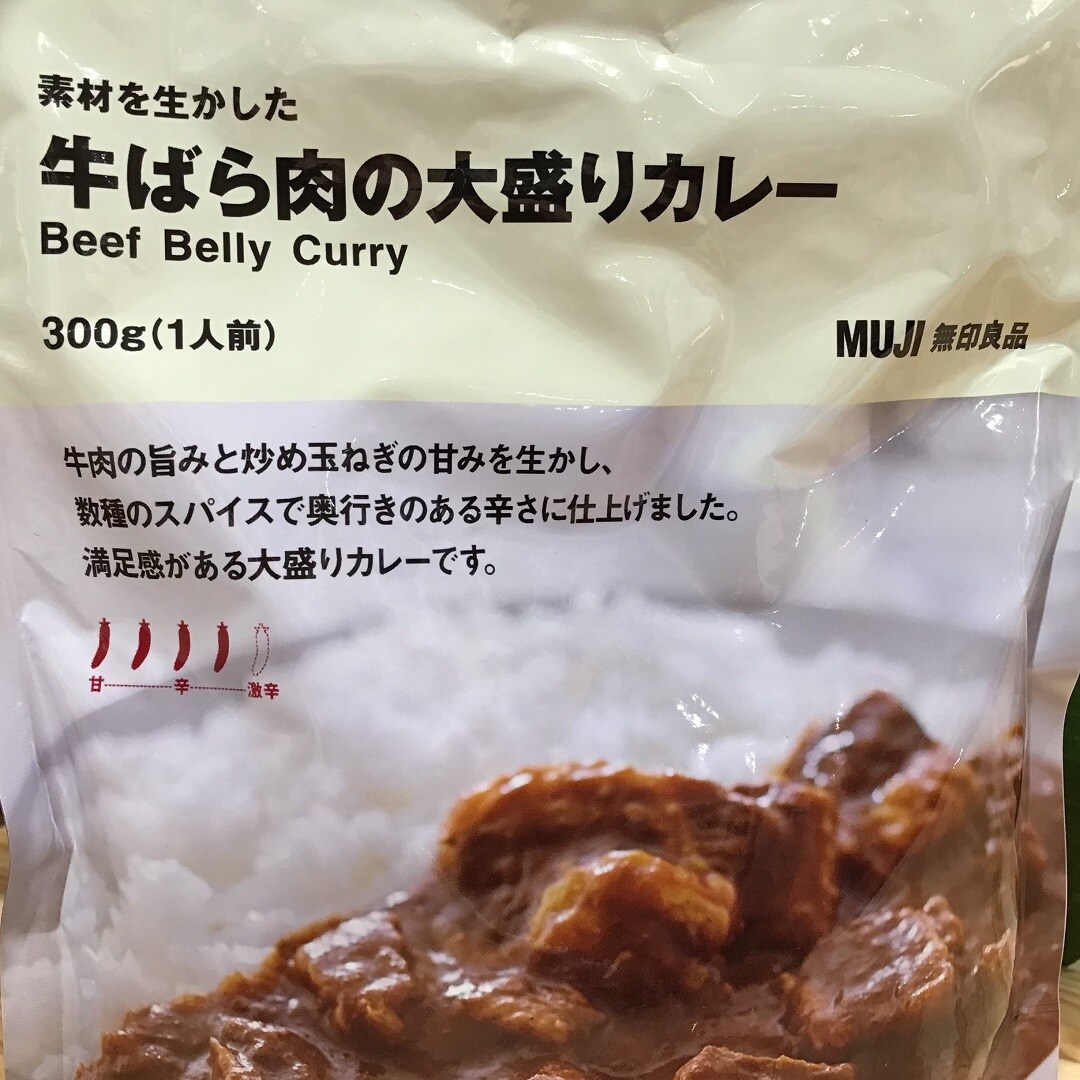 素材を生かした
牛ばら肉の大盛りカレー
Beef Belly Curry
300g(1人前)
MUJI 無印良品
牛肉の旨みと炒め玉ねぎの甘みを生かし、
数種のスパイスで奥行きのある辛さに仕上げました。
満足感がある大盛りカレーです。
甘----------辛----------激辛